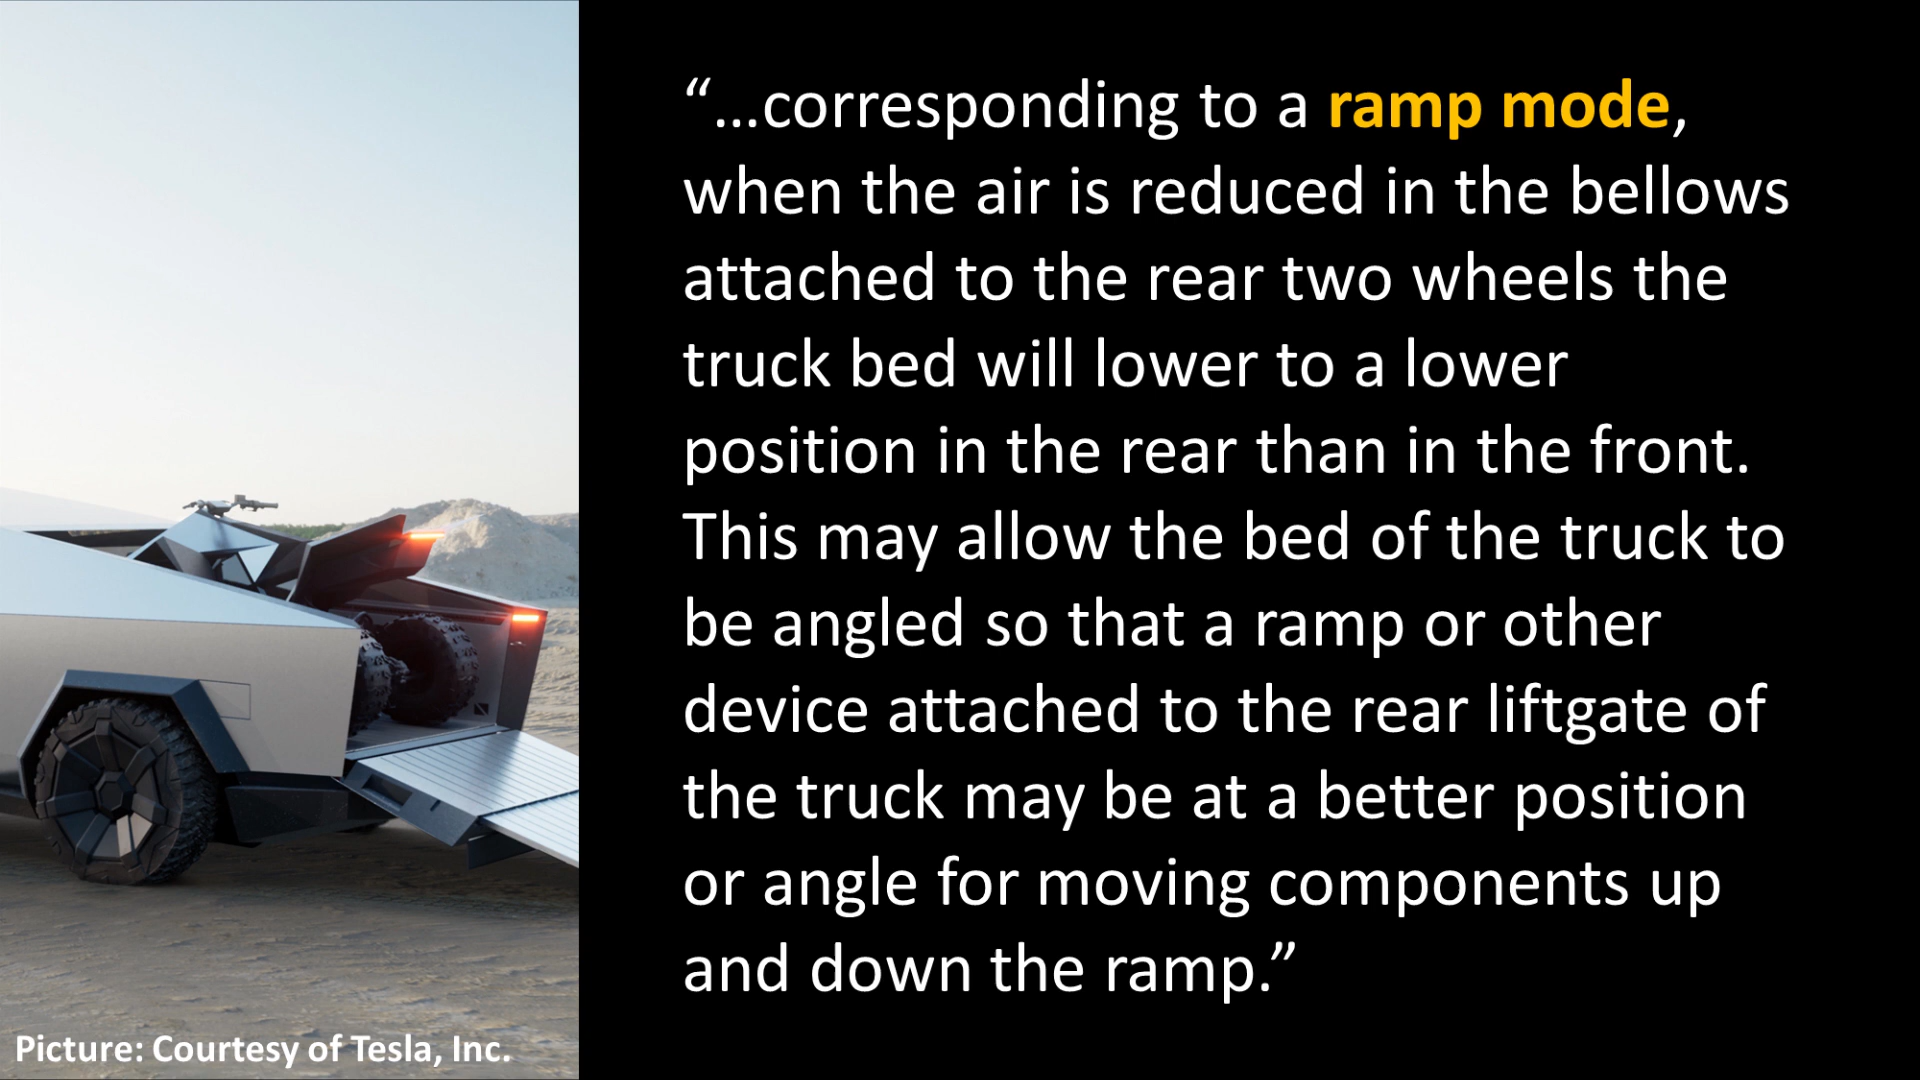 “…corresponding to a ramp mode,
when the air is reduced in the bellows
attached to the rear two wheels the
truck bed will lower to a lower
position in the rear than in the front.
This may allow the bed of the truck to
be angled so that a ramp or other
device attached to the rear liftgate of
the truck may be at a better position
or angle for moving components up
and down the ramp.”
Picture: Courtesy of Tesla, Inc.